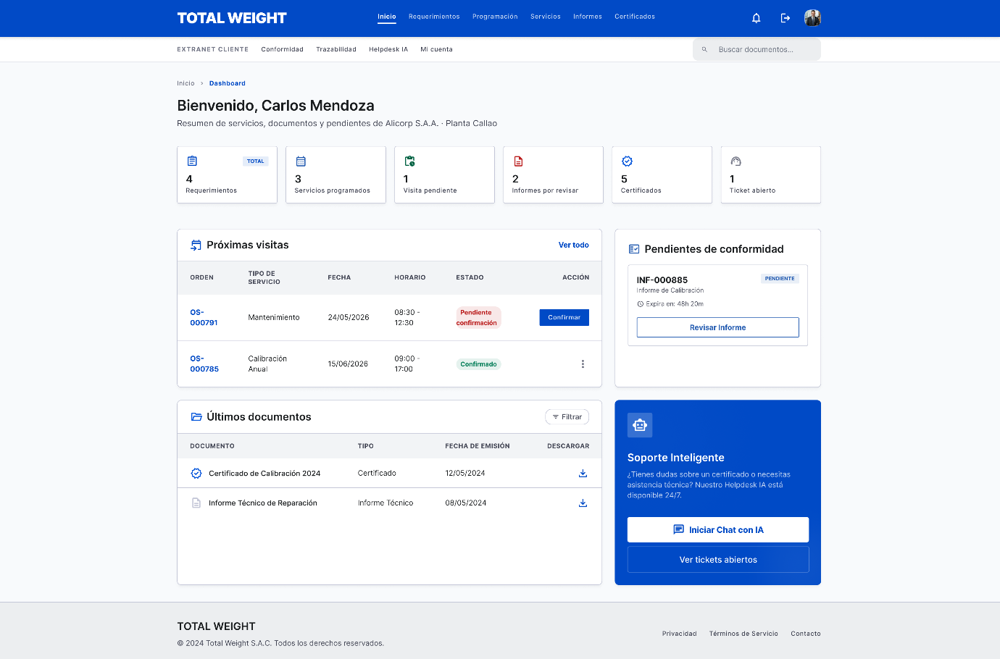 TOTAL WEIGHT
Inicio
Requerimientos
Programación
Servicios
Informes
Certificados
EXTRANET CLIENTE
Conformidad
Trazabilidad
Helpdesk IA
Mi cuenta
Buscar documentos...
Inicio › Dashboard
Bienvenido, Carlos Mendoza
Resumen de servicios, documentos y pendientes de Alicorp S.A.A. · Planta Callao
TOTAL
4
Requerimientos
3
Servicios programados
1
Visita pendiente
2
Informes por revisar
5
Certificados
1
Ticket abierto
Próximas visitas
Ver todo
ORDEN
TIPO DE
SERVICIO
FECHA
HORARIO
ESTADO
ACCIÓN
OS-
000791
Mantenimiento
24/05/2026
08:30 -
12:30
Pendiente
confirmación
Confirmar
OS-
000785
Calibración
Anual
15/06/2026
09:00 -
17:00
Confirmado
Pendientes de conformidad
INF-000885
PENDIENTE
Informe de Calibración
Expira en: 48h 20m
Revisar Informe
Últimos documentos
Filtrar
DOCUMENTO
TIPO
FECHA DE EMISIÓN
DESCARGAR
Certificado de Calibración 2024
Certificado
12/05/2024
Informe Técnico de Reparación
Informe Técnico
08/05/2024
Soporte Inteligente
¿Tienes dudas sobre un certificado o necesitas
asistencia técnica? Nuestro Helpdesk IA está
disponible 24/7.
Iniciar Chat con IA
Ver tickets abiertos
TOTAL WEIGHT
© 2024 Total Weight S.A.C. Todos los derechos reservados.
Privacidad
Términos de Servicio
Contacto